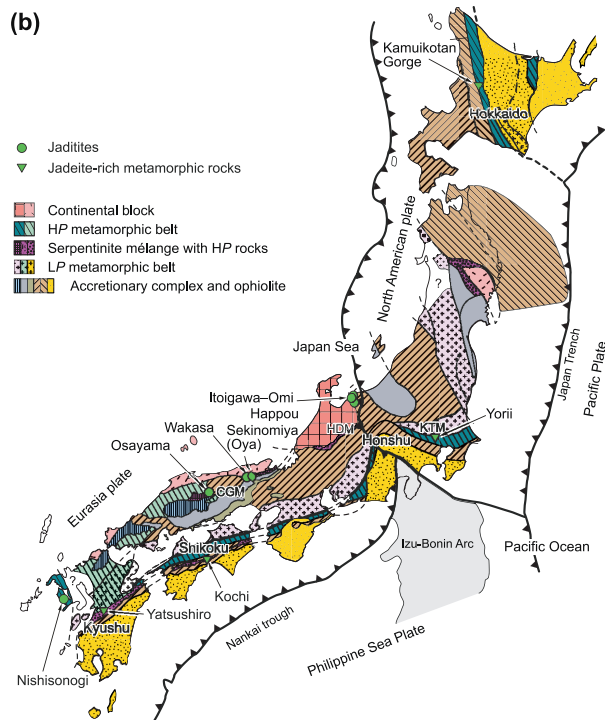 (b)
Kamuikotan
Gorge
Hokkaido
Jaditites
Jadeite-rich metamorphic rocks
Continental block
HP metamorphic belt
Serpentinite mélange with HP rocks
LP metamorphic belt
Accretionary complex and ophiolite
North American plate
?
Japan Sea
Japan Trench
Pacific Plate
Itoigawa–Omi
Happou
Wakasa
Sekinomiya
(Oya)
Osayama
HDM
KTM
Yorii
Honshu
CGM
Eurasia plate
Izu-Bonin Arc
Pacific Ocean
Shikoku
Kochi
Yatsushiro
Kyushu
Nankai trough
Philippine Sea Plate
Nishisonogi